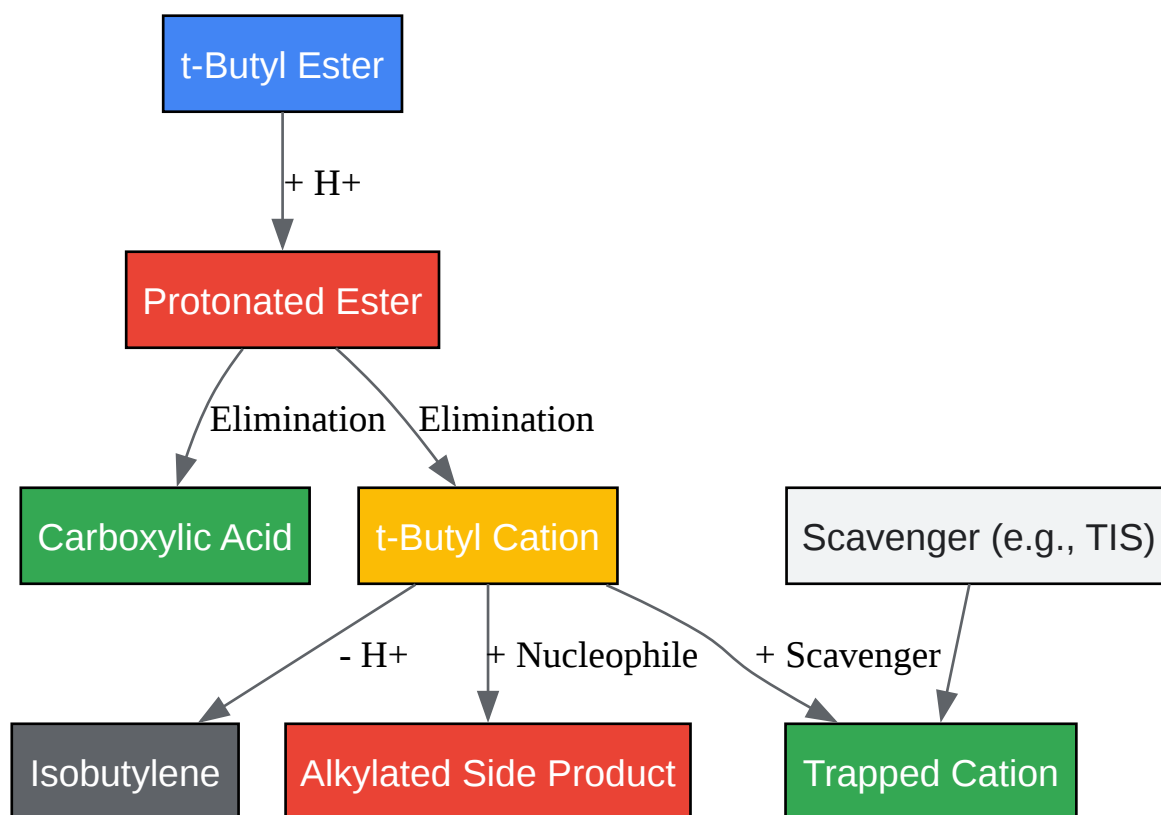 t-Butyl Ester
+ H+
Protonated Ester
Elimination
Elimination
Carboxylic Acid
t-Butyl Cation
Scavenger (e.g., TIS)
- H+
+ Nucleophile
+ Scavenger
Isobutylene
Alkylated Side Product
Trapped Cation